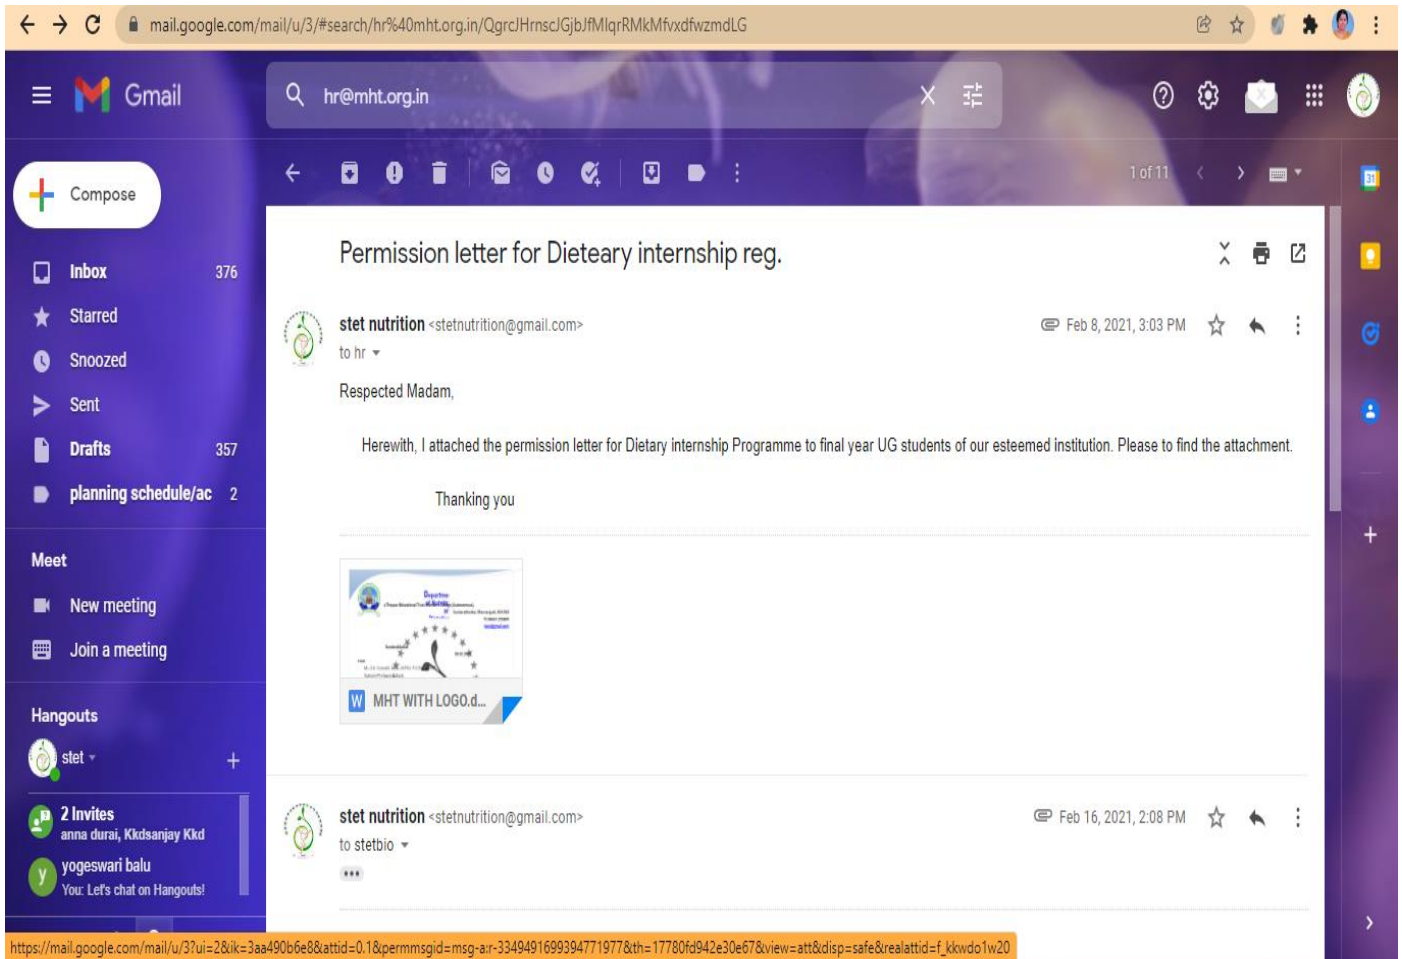 mail.google.com/mail/u/3/#search/hr%40mht.org.in/QgrcJHrnscJGjbJfMlqrRMkMfvxdfwzmdLG
Gmail
hr@mht.org.in
Compose
1 of 11
31
Inbox 376
Starred
Snoozed
Sent
Drafts 357
planning schedule/ac 2
Meet
New meeting
Join a meeting
Hangouts
stet
2 Invites
anna durai, Kkdsanjay Kkd
y
yogeswari balu
You: Let's chat on Hangouts!
Permission letter for Dieteary internship reg.
stet nutrition <stetnutrition@gmail.com> Feb 8, 2021, 3:03 PM
to hr
Respected Madam,
Herewith, I attached the permission letter for Dietary internship Programme to final year UG students of our esteemed institution. Please to find the attachment.
Thanking you
W MHT WITH LOGO.d...
stet nutrition <stetnutrition@gmail.com> Feb 16, 2021, 2:08 PM
to stetbio
https://mail.google.com/mail/u/3?ui=2&ik=3aa490b6e8&attid=0.1&permmsgid=msg-a:r-3349491699394771977&th=17780fd942e30e67&view=att&disp=safe&realattid=f_kkwdo1w20